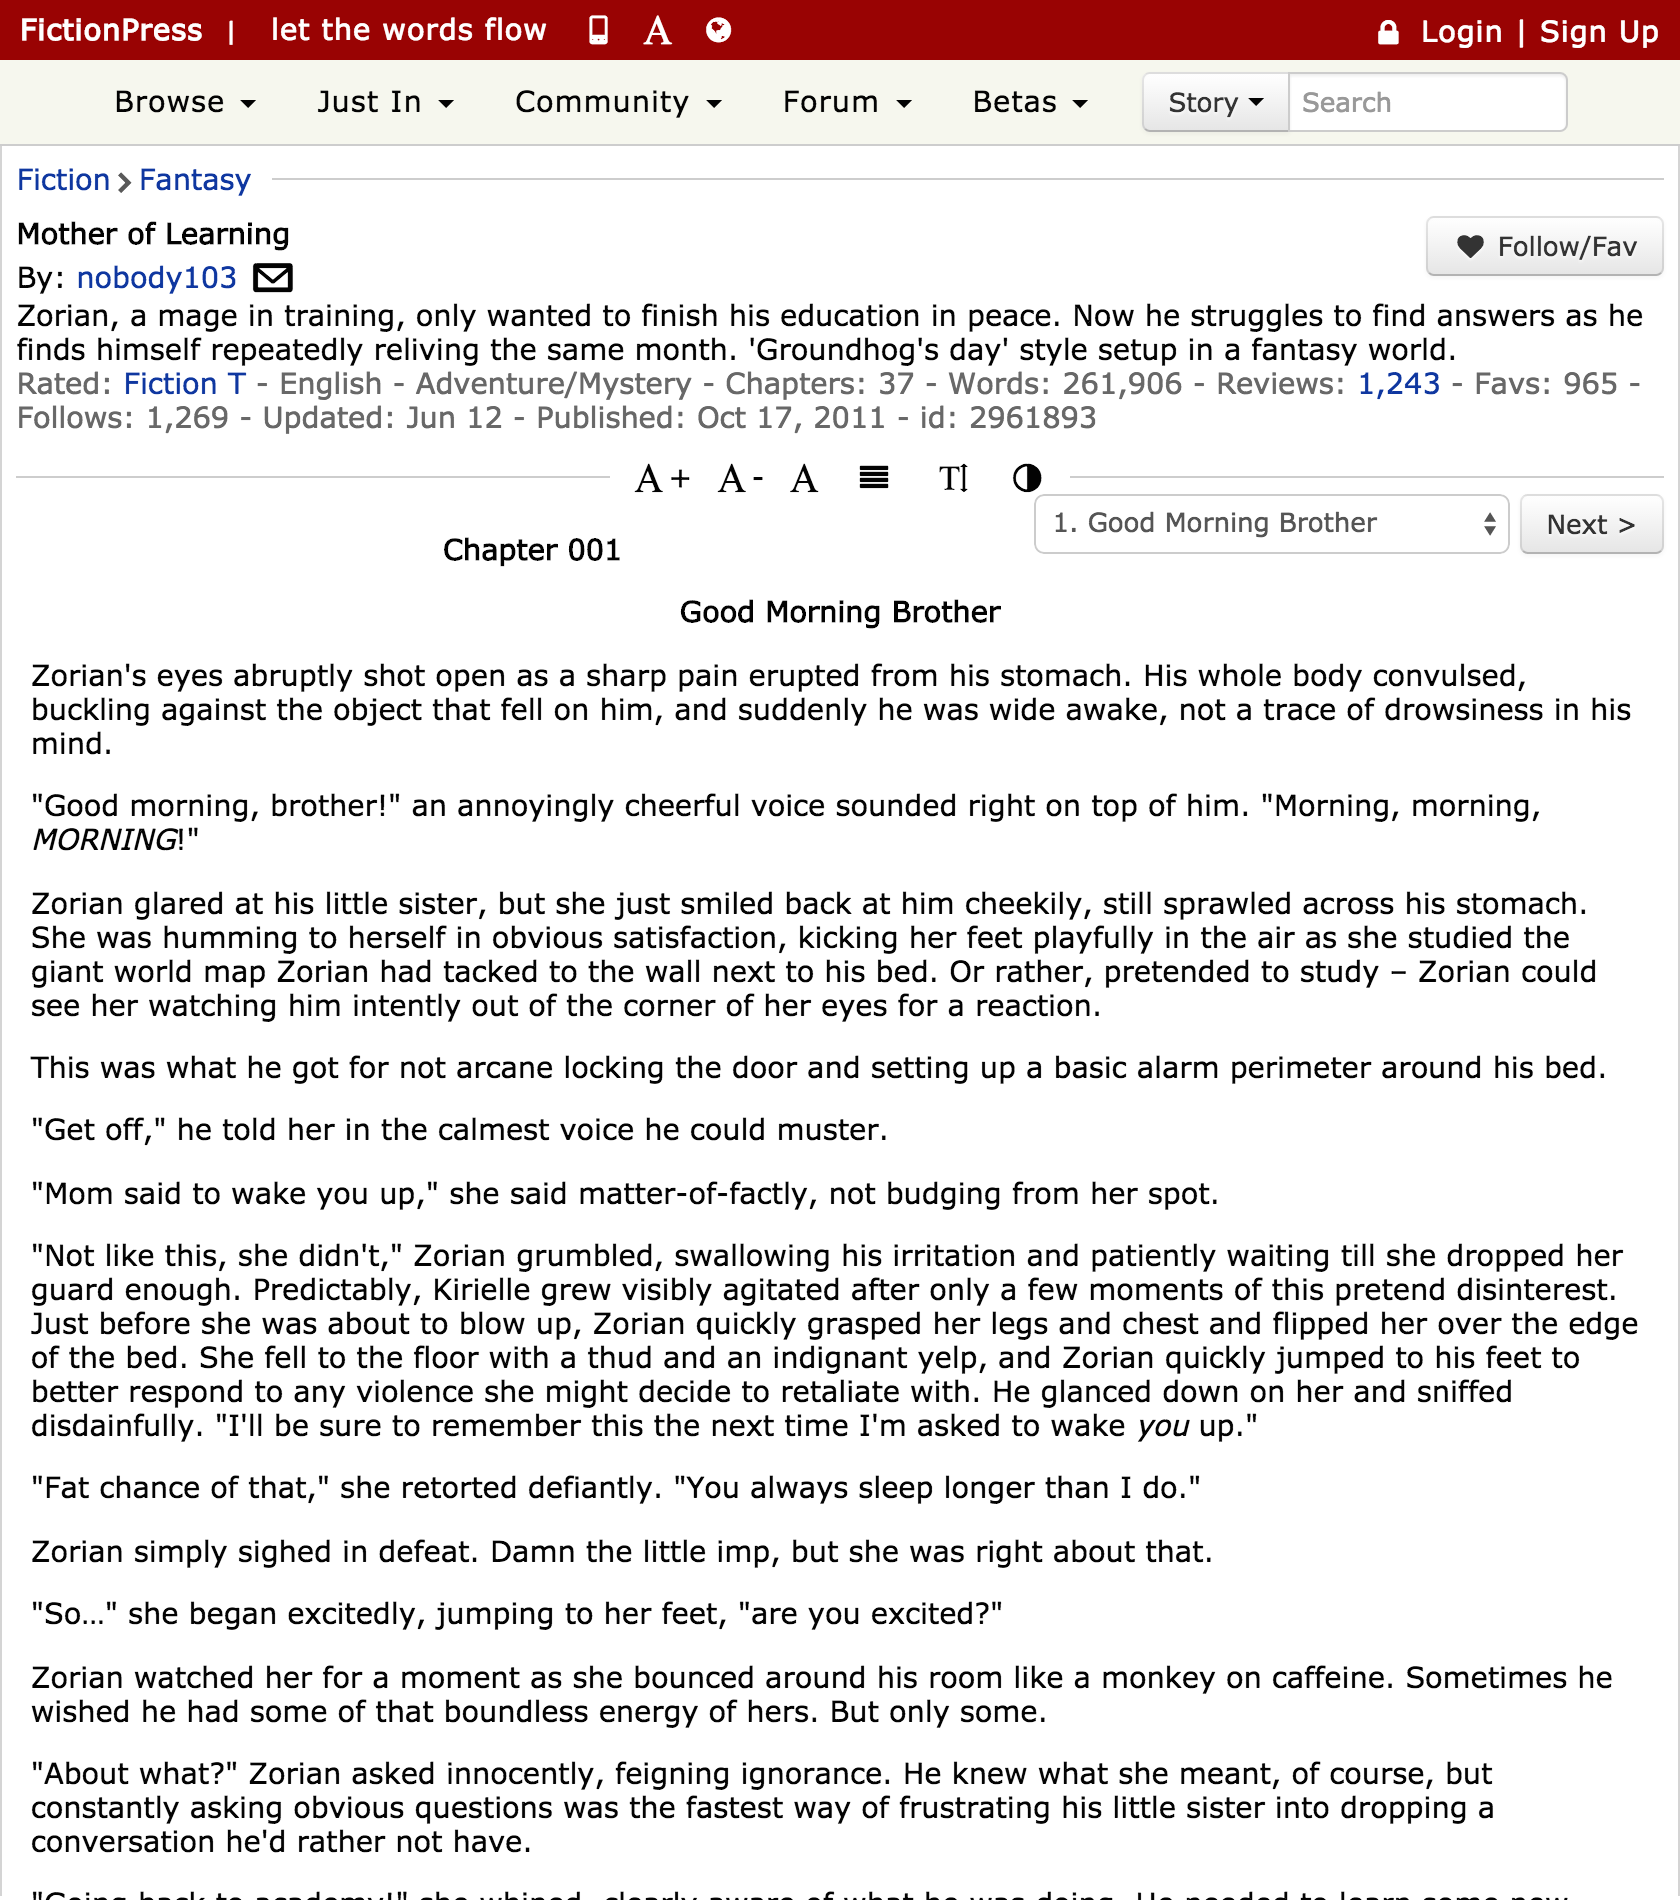 FictionPress | let the words flow A Login | Sign Up
Browse Just In Community Forum Betas Story Search
Fiction > Fantasy
Mother of Learning
Follow/Fav
By: nobody103
Zorian, a mage in training, only wanted to finish his education in peace. Now he struggles to find answers as he
finds himself repeatedly reliving the same month. 'Groundhog's day' style setup in a fantasy world.
Rated: Fiction T - English - Adventure/Mystery - Chapters: 37 - Words: 261,906 - Reviews: 1,243 - Favs: 965 -
Follows: 1,269 - Updated: Jun 12 - Published: Oct 17, 2011 - id: 2961893
A+ A- A T
1. Good Morning Brother Next >
Chapter 001
Good Morning Brother
Zorian's eyes abruptly shot open as a sharp pain erupted from his stomach. His whole body convulsed,
buckling against the object that fell on him, and suddenly he was wide awake, not a trace of drowsiness in his
mind.
"Good morning, brother!" an annoyingly cheerful voice sounded right on top of him. "Morning, morning,
MORNING!"
Zorian glared at his little sister, but she just smiled back at him cheekily, still sprawled across his stomach.
She was humming to herself in obvious satisfaction, kicking her feet playfully in the air as she studied the
giant world map Zorian had tacked to the wall next to his bed. Or rather, pretended to study – Zorian could
see her watching him intently out of the corner of her eyes for a reaction.
This was what he got for not arcane locking the door and setting up a basic alarm perimeter around his bed.
"Get off," he told her in the calmest voice he could muster.
"Mom said to wake you up," she said matter-of-factly, not budging from her spot.
"Not like this, she didn't," Zorian grumbled, swallowing his irritation and patiently waiting till she dropped her
guard enough. Predictably, Kirielle grew visibly agitated after only a few moments of this pretend disinterest.
Just before she was about to blow up, Zorian quickly grasped her legs and chest and flipped her over the edge
of the bed. She fell to the floor with a thud and an indignant yelp, and Zorian quickly jumped to his feet to
better respond to any violence she might decide to retaliate with. He glanced down on her and sniffed
disdainfully. "I'll be sure to remember this the next time I'm asked to wake you up."
"Fat chance of that," she retorted defiantly. "You always sleep longer than I do."
Zorian simply sighed in defeat. Damn the little imp, but she was right about that.
"So…" she began excitedly, jumping to her feet, "are you excited?"
Zorian watched her for a moment as she bounced around his room like a monkey on caffeine. Sometimes he
wished he had some of that boundless energy of hers. But only some.
"About what?" Zorian asked innocently, feigning ignorance. He knew what she meant, of course, but
constantly asking obvious questions was the fastest way of frustrating his little sister into dropping a
conversation he'd rather not have.
"Going back to academy!" she whined, clearly aware of what he was doing. He needed to learn some new